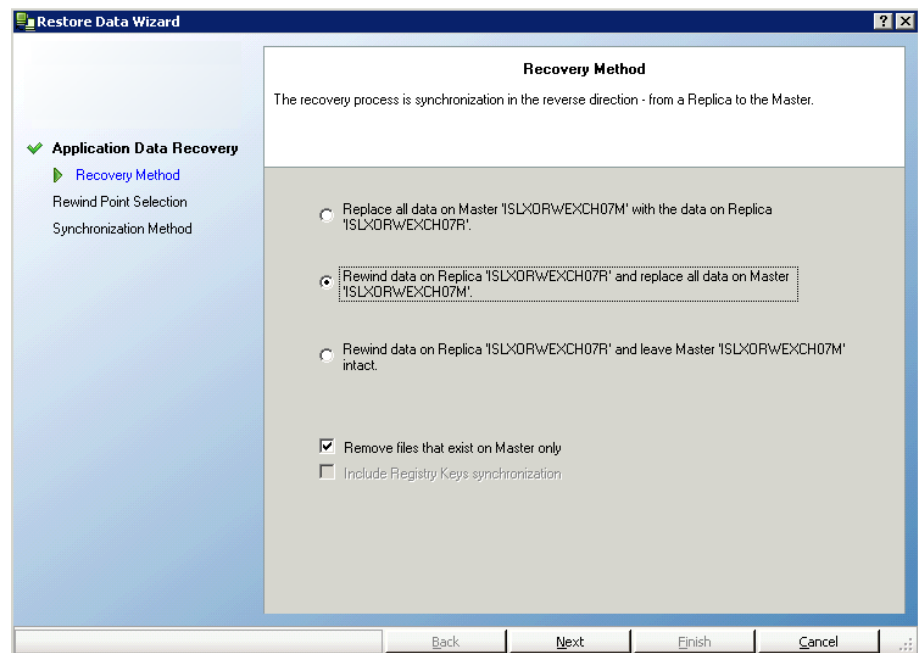 Restore Data Wizard
? X
Recovery Method
The recovery process is synchronization in the reverse direction - from a Replica to the Master.
Application Data Recovery
Recovery Method
Rewind Point Selection
Synchronization Method
Replace all data on Master 'ISLXORWEXCH07M' with the data on Replica
'ISLXORWEXCH07R'.
Rewind data on Replica 'ISLXORWEXCH07R' and replace all data on Master
'ISLXORWEXCH07M'.
Rewind data on Replica 'ISLXORWEXCH07R' and leave Master 'ISLXORWEXCH07M'
intact.
Remove files that exist on Master only
Include Registry Keys synchronization
Back
Next
Finish
Cancel